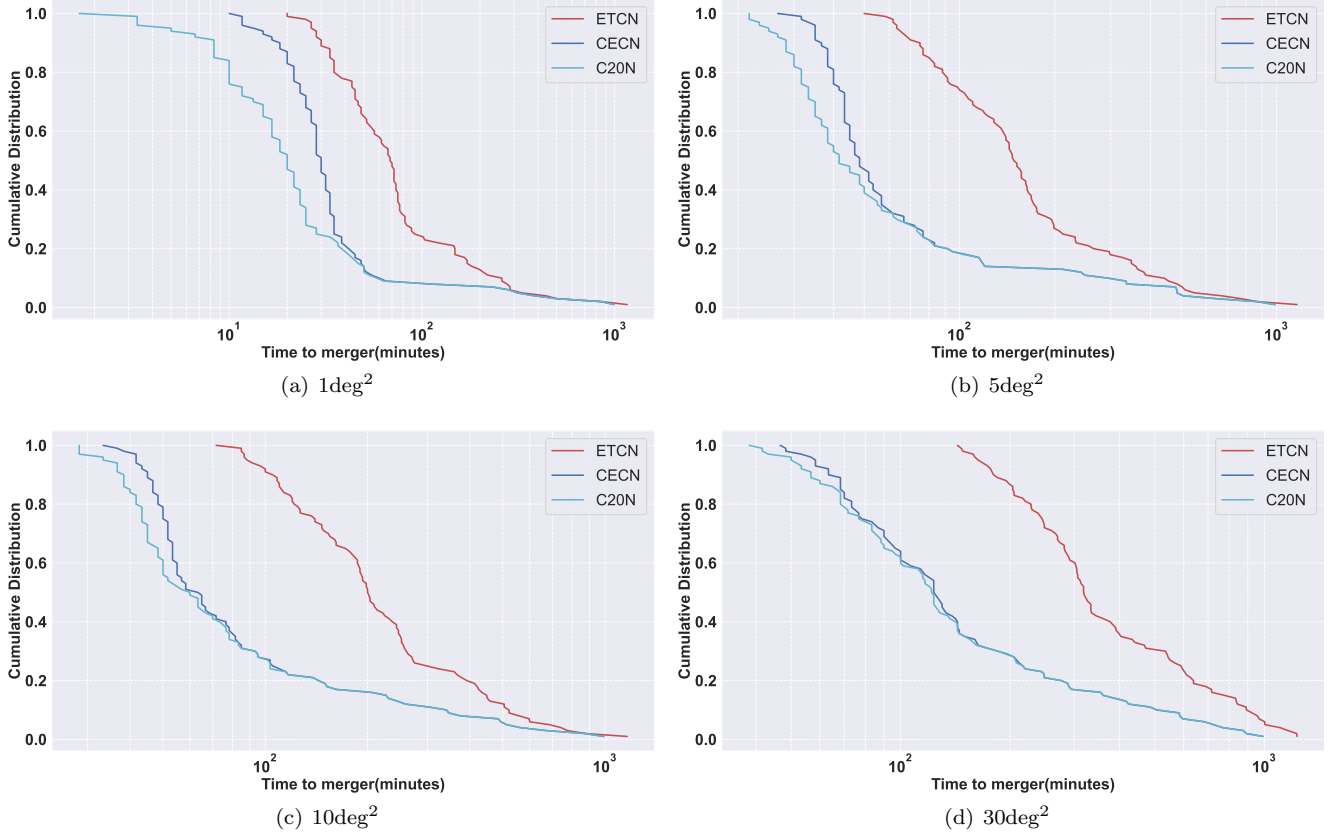 1.0
0.8
0.6
0.4
0.2
0.0
Cumulative Distribution
ETCN
CECN
C20N
10^1
10^2
10^3
Time to merger(minutes)
(a) 1deg^2
1.0
0.8
0.6
0.4
0.2
0.0
Cumulative Distribution
ETCN
CECN
C20N
10^2
10^3
Time to merger(minutes)
(b) 5deg^2
1.0
0.8
0.6
0.4
0.2
0.0
Cumulative Distribution
ETCN
CECN
C20N
10^2
10^3
Time to merger(minutes)
(c) 10deg^2
1.0
0.8
0.6
0.4
0.2
0.0
Cumulative Distribution
ETCN
CECN
C20N
10^2
10^3
Time to merger(minutes)
(d) 30deg^2